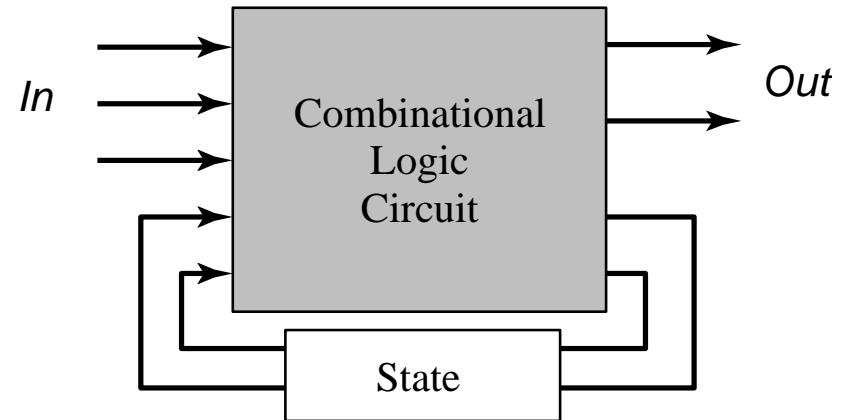 In
Out
Combinational
Logic
Circuit
State